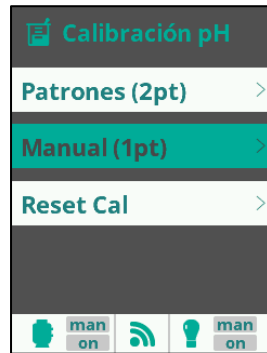 Calibración pH
Patrones (2pt)
Manual (1pt)
Reset Cal
man man
on on